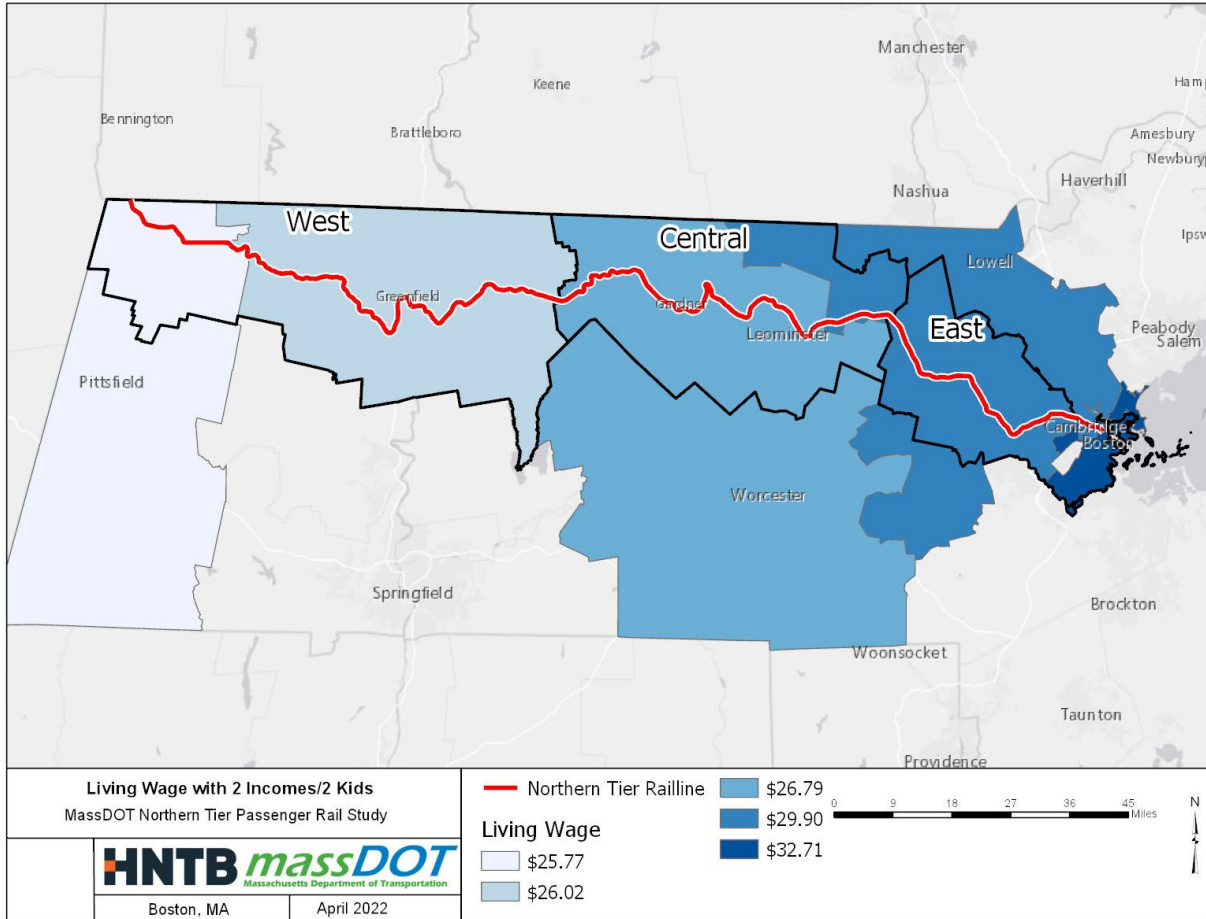 Manchester
Keene
Bennington
Brattleboro
Amesbury
Newbury
Nashua
Haverhill
West
Central
Lowell
Greenfield
Gardner
Leominster
East
Peabody
Salem
Pittsfield
Cambridge
Boston
Worcester
Springfield
Brockton
Woonsocket
Taunton
Providence
Living Wage with 2 Incomes/2 Kids
MassDOT Northern Tier Passenger Rail Study
HNTB massDOT
Massachusetts Department of Transportation
Boston, MA
April 2022
Northern Tier Railline
Living Wage
$25.77
$26.02
$26.79
$29.90
$32.71
0 9 18 27 36 45
Miles
N